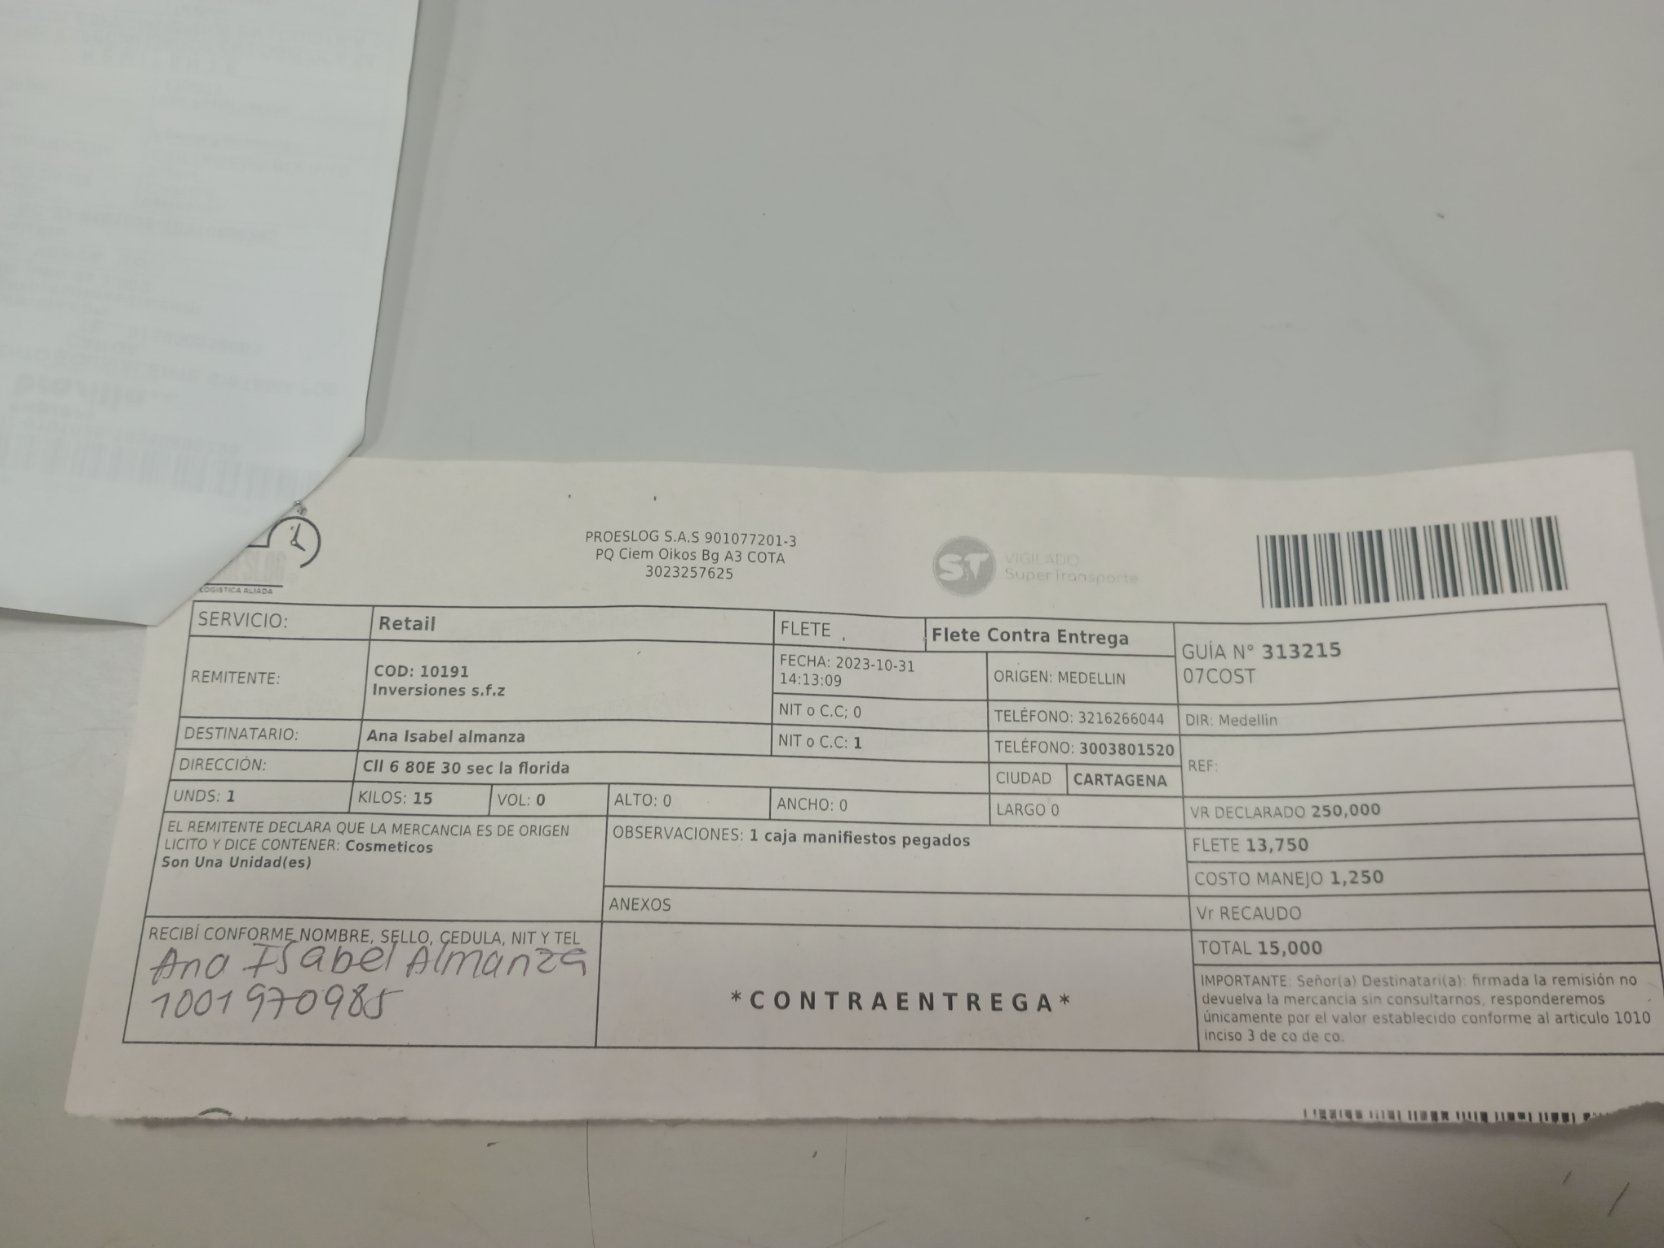 LOGISTICA ALIADA
PROESLOG S.A.S 901077201-3
PQ Ciem Oikos Bg A3 COTA
3023257625
ST VIGILADO
SuperTransporte
SERVICIO: Retail FLETE Flete Contra Entrega
GUÍA N° 313215
07COST
REMITENTE: COD: 10191
Inversiones s.f.z
FECHA: 2023-10-31
14:13:09
ORIGEN: MEDELLIN
NIT o C.C; 0 TELÉFONO: 3216266044 DIR: Medellin
DESTINATARIO: Ana Isabel almanza NIT o C.C: 1 TELÉFONO: 3003801520
REF:
DIRECCIÓN: Cll 6 80E 30 sec la florida CIUDAD CARTAGENA
UNDS: 1 KILOS: 15 VOL: 0 ALTO: 0 ANCHO: 0 LARGO 0 VR DECLARADO 250,000
EL REMITENTE DECLARA QUE LA MERCANCIA ES DE ORIGEN
LICITO Y DICE CONTENER: Cosmeticos
Son Una Unidad(es)
OBSERVACIONES: 1 caja manifiestos pegados
FLETE 13,750
COSTO MANEJO 1,250
ANEXOS
Vr RECAUDO
RECIBÍ CONFORME NOMBRE, SELLO, CEDULA, NIT Y TEL
Ana Isabel Almanza
1001970985
*CONTRAENTREGA*
TOTAL 15,000
IMPORTANTE: Señor(a) Destinatari(a): firmada la remisión no
devuelva la mercancia sin consultarnos, responderemos
únicamente por el valor establecido conforme al articulo 1010
inciso 3 de co de co.